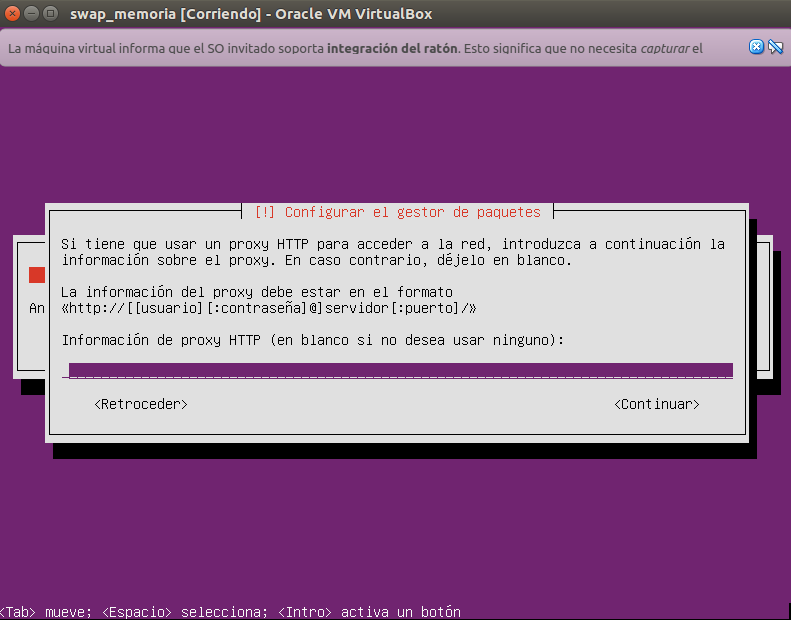 swap_memoria [Corriendo] - Oracle VM VirtualBox
La máquina virtual informa que el SO invitado soporta integración del ratón. Esto significa que no necesita capturar el
[!] Configurar el gestor de paquetes
Si tiene que usar un proxy HTTP para acceder a la red, introduzca a continuación la
información sobre el proxy. En caso contrario, déjelo en blanco.
La información del proxy debe estar en el formato
«http://[[usuario][:contraseña]@]servidor[:puerto]/»
An
Información de proxy HTTP (en blanco si no desea usar ninguno):
<Retroceder> <Continuar>
<Tab> mueve; <Espacio> selecciona; <Intro> activa un botón